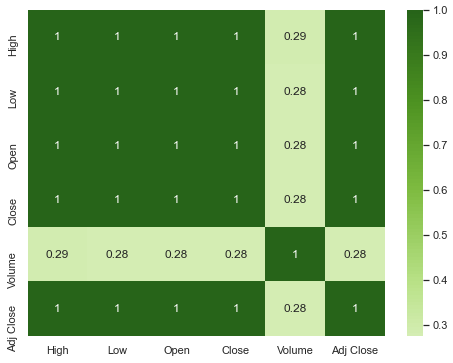 High 1 1 1 1 0.29 1
Low 1 1 1 1 0.28 1
Open 1 1 1 1 0.28 1
Close 1 1 1 1 0.28 1
Volume 0.29 0.28 0.28 0.28 1 0.28
Adj Close 1 1 1 1 0.28 1
High Low Open Close Volume Adj Close
1.0
0.9
0.8
0.7
0.6
0.5
0.4
0.3